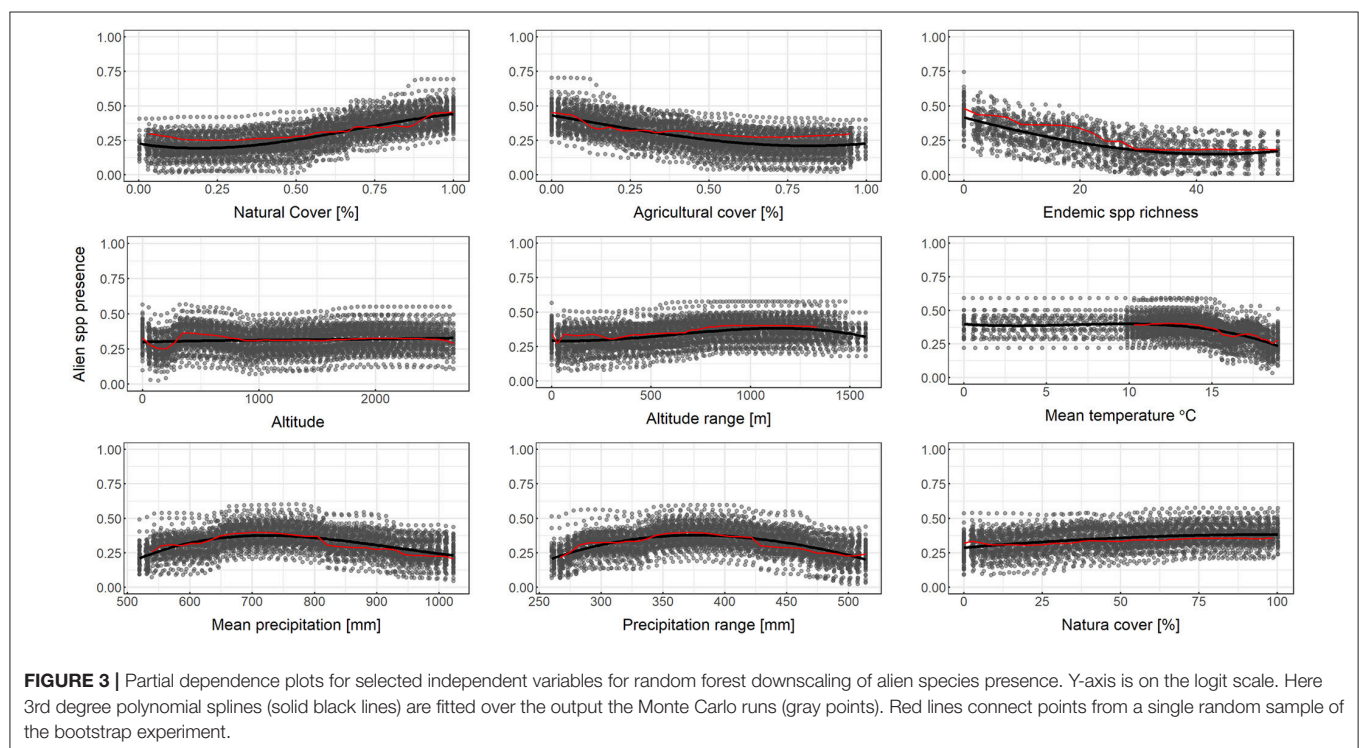 1.00
0.75
0.50
0.25
0.00
0.00 0.25 0.50 0.75 1.00
Natural Cover [%]
1.00
0.75
0.50
0.25
0.00
0.00 0.25 0.50 0.75 1.00
Agricultural cover [%]
1.00
0.75
0.50
0.25
0.00
0 20 40
Endemic spp richness
Alien spp presence
1.00
0.75
0.50
0.25
0.00
0 1000 2000
Altitude
1.00
0.75
0.50
0.25
0.00
0 500 1000 1500
Altitude range [m]
1.00
0.75
0.50
0.25
0.00
0 5 10 15
Mean temperature °C
1.00
0.75
0.50
0.25
0.00
500 600 700 800 900 1000
Mean precipitation [mm]
1.00
0.75
0.50
0.25
0.00
250 300 350 400 450 500
Precipitation range [mm]
1.00
0.75
0.50
0.25
0.00
0 25 50 75 100
Natura cover [%]
FIGURE 3 | Partial dependence plots for selected independent variables for random forest downscaling of alien species presence. Y-axis is on the logit scale. Here
3rd degree polynomial splines (solid black lines) are fitted over the output the Monte Carlo runs (gray points). Red lines connect points from a single random sample of
the bootstrap experiment.